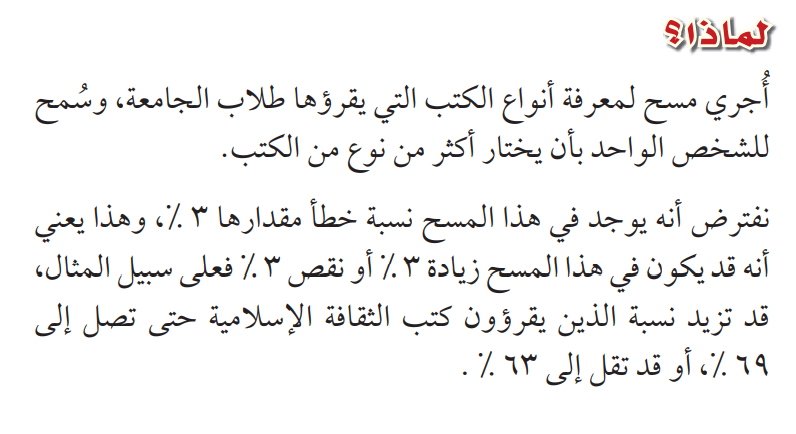 لماذا؟
أُجري مسح لمعرفة أنواع الكتب التي يقرؤها طلاب الجامعة، وسُمح
للشخص الواحد بأن يختار أكثر من نوع من الكتب.
نفترض أنه يوجد في هذا المسح نسبة خطأ مقدارها ٣ ٪، وهذا يعني
أنه قد يكون في هذا المسح زيادة ٣ ٪ أو نقص ٣ ٪ فعلى سبيل المثال،
قد تزيد نسبة الذين يقرؤون كتب الثقافة الإسلامية حتى تصل إلى
٦٩ ٪، أو قد تقل إلى ٦٣ ٪ .